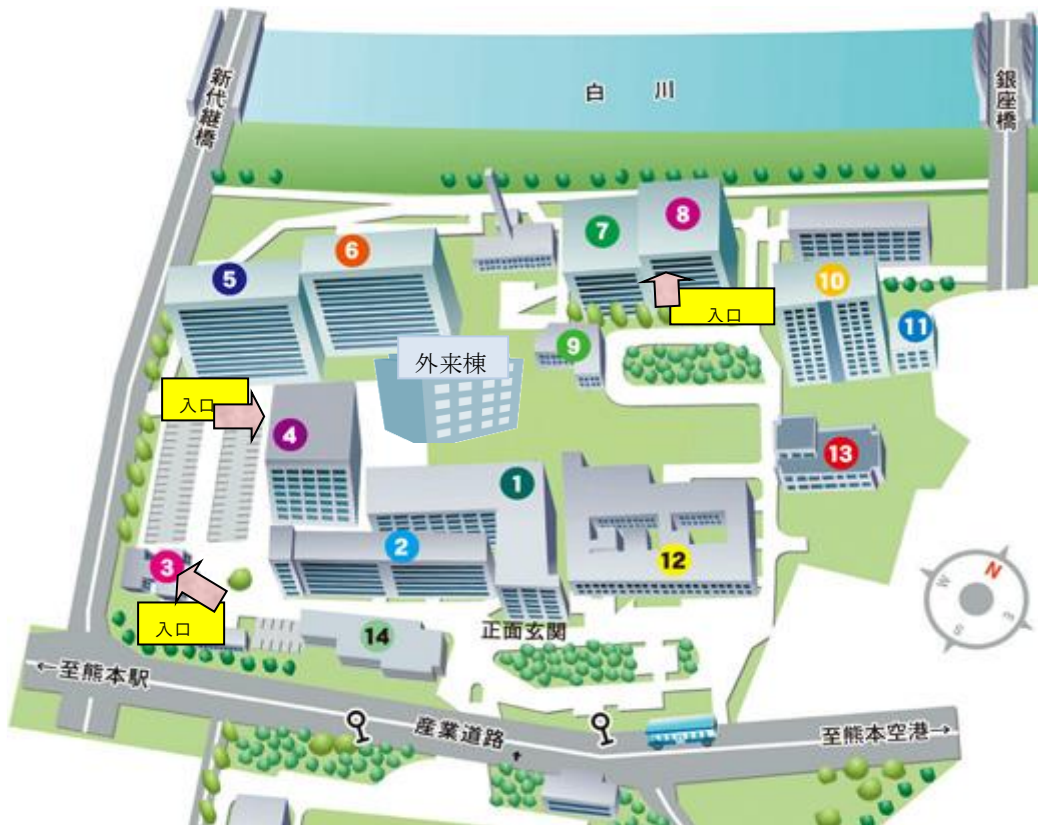 新代継橋
白川
銀座橋
8
7
6
5
10
入口
11
9
外来棟
入口
4
13
1
2
12
3
N
W
E
S
入口
14
正面玄関
←至熊本駅
産業道路
至熊本空港→